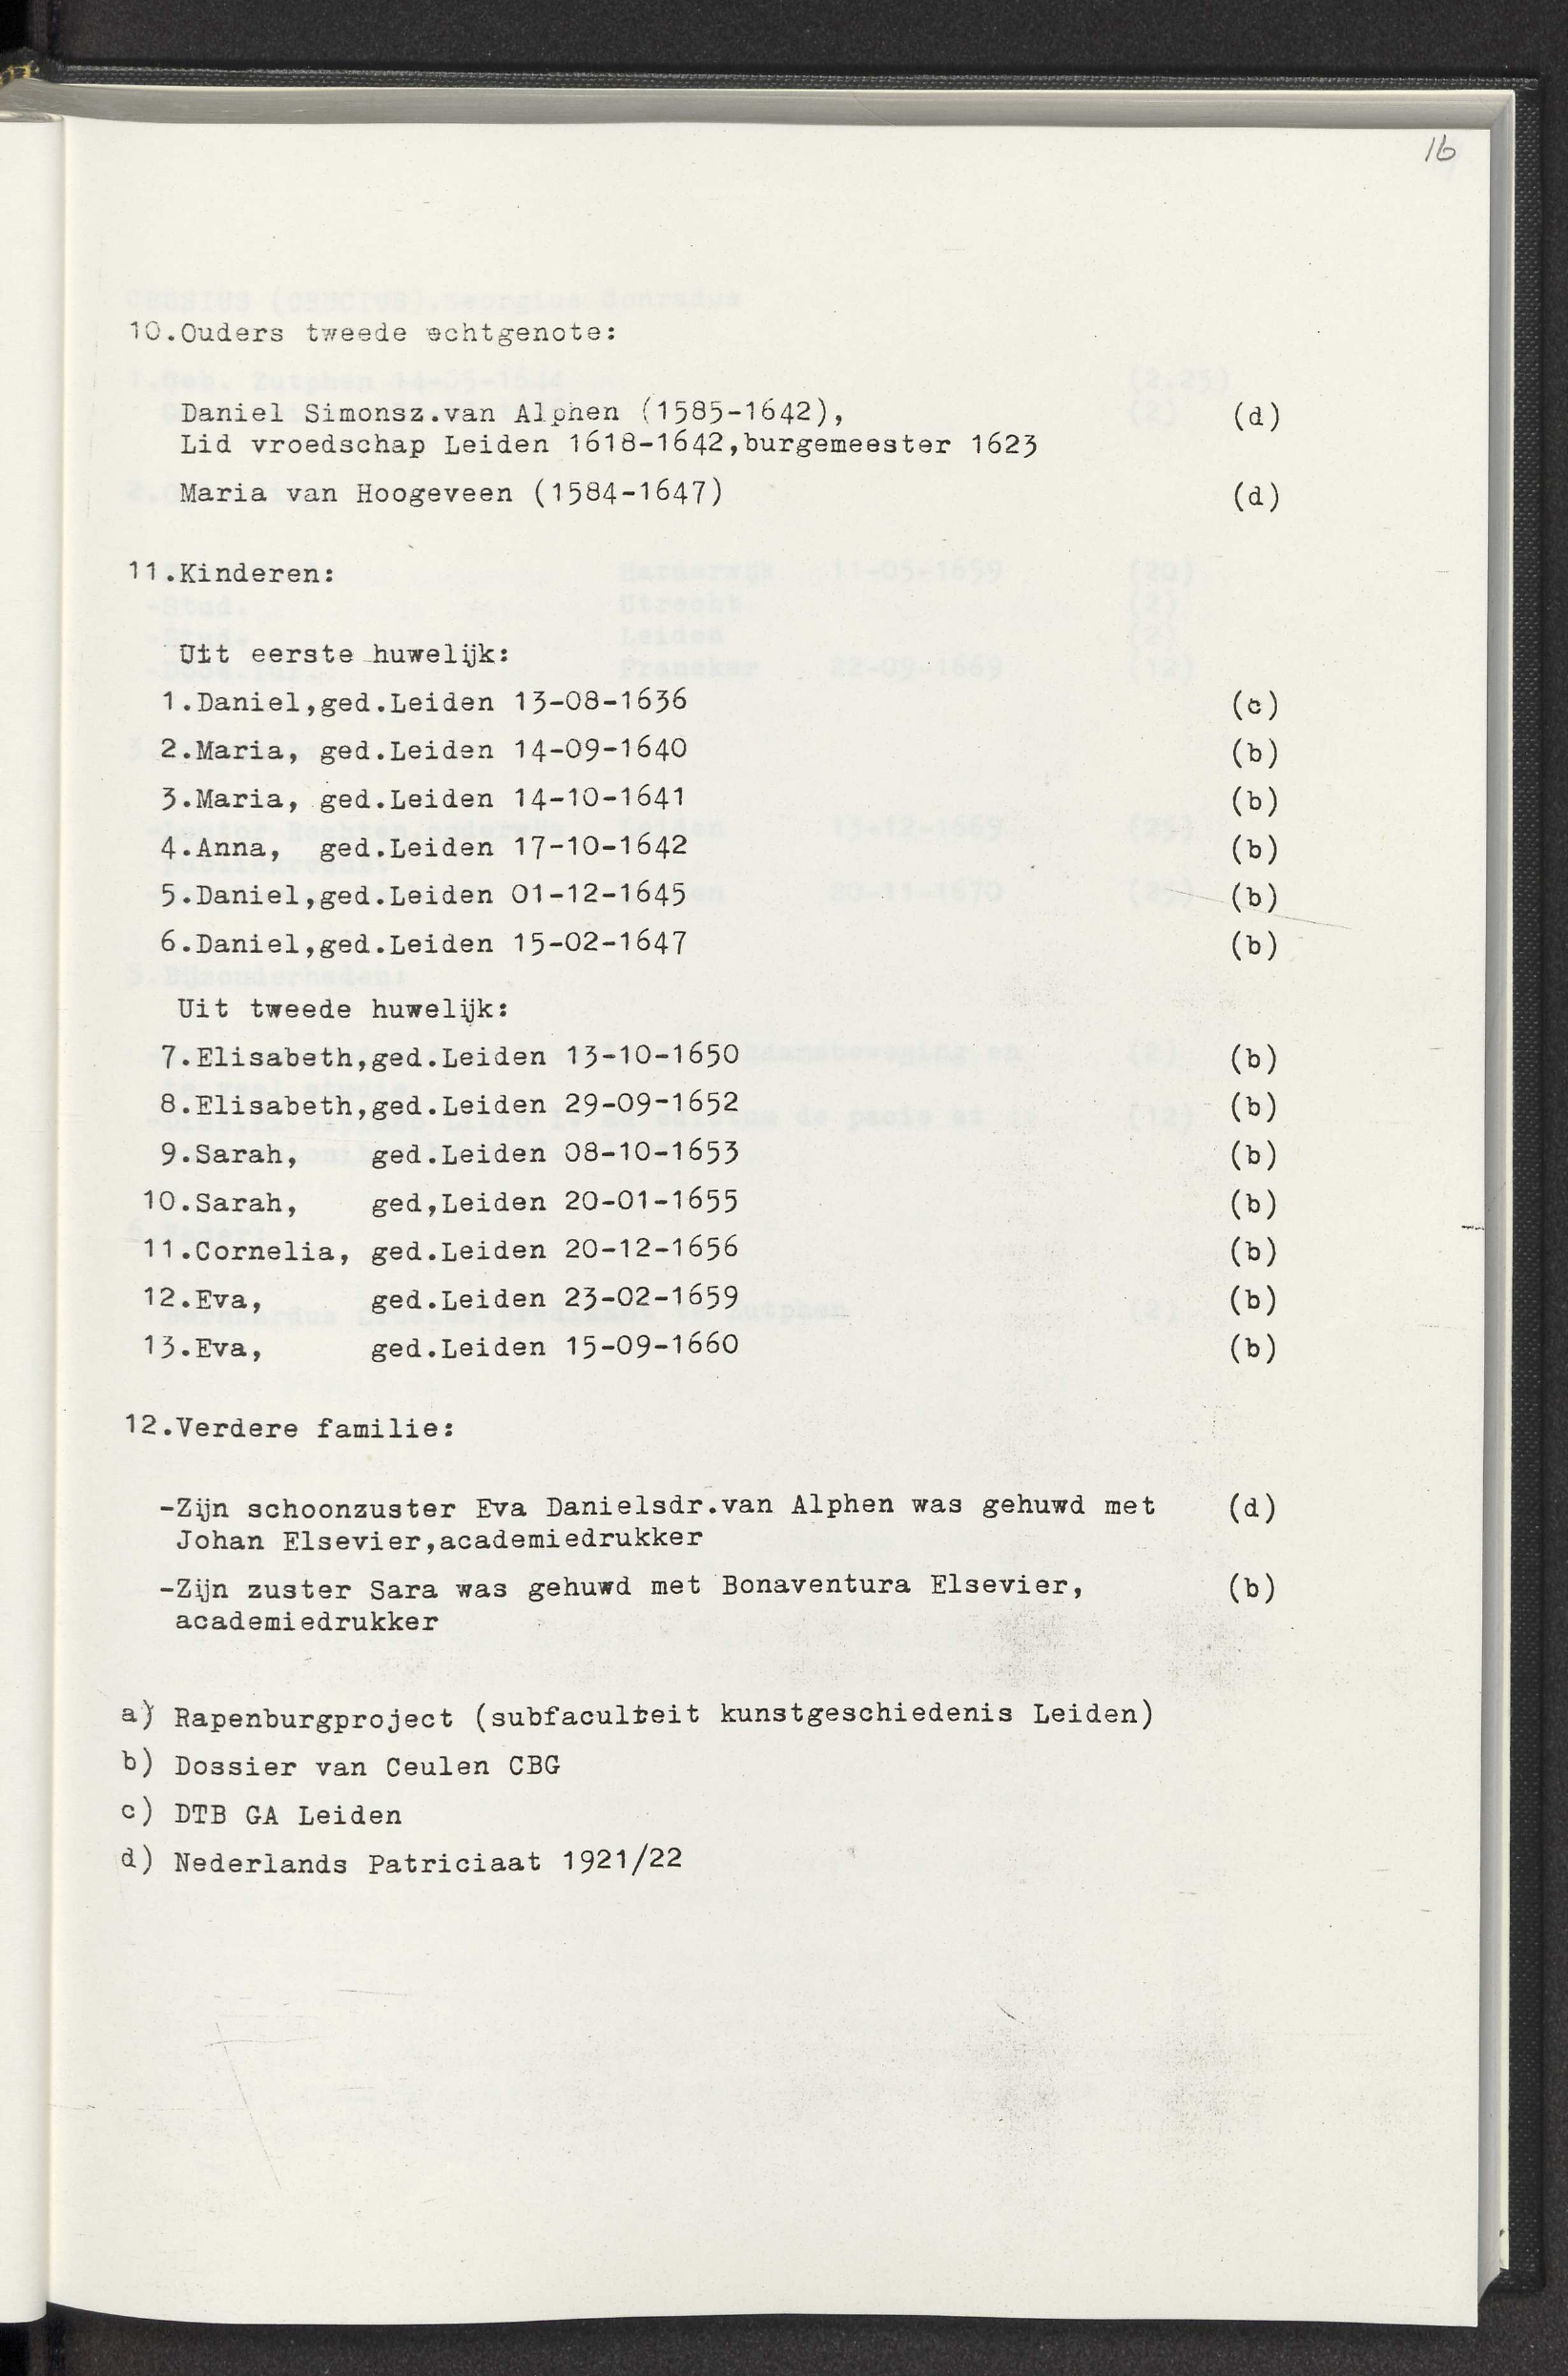 16
10.Ouders tweede echtgenote:
Daniel Simonsz.van Alphen (1585-1642), (d)
Lid vroedschap Leiden 1618-1642,burgemeester 1623
Maria van Hoogeveen (1584-1647) (d)
11.Kinderen:
Uit eerste huwelijk:
1.Daniel,ged.Leiden 13-08-1636 (c)
2.Maria, ged.Leiden 14-09-1640 (b)
3.Maria, ged.Leiden 14-10-1641 (b)
4.Anna, ged.Leiden 17-10-1642 (b)
5.Daniel,ged.Leiden 01-12-1645 (b)
6.Daniel,ged.Leiden 15-02-1647 (b)
Uit tweede huwelijk:
7.Elisabeth,ged.Leiden 13-10-1650 (b)
8.Elisabeth,ged.Leiden 29-09-1652 (b)
9.Sarah, ged.Leiden 08-10-1653 (b)
10.Sarah, ged,Leiden 20-01-1655 (b)
11.Cornelia, ged.Leiden 20-12-1656 (b)
12.Eva, ged.Leiden 23-02-1659 (b)
13.Eva, ged.Leiden 15-09-1660 (b)
12.Verdere familie:
-Zijn schoonzuster Eva Danielsdr.van Alphen was gehuwd met (d)
Johan Elsevier,academiedrukker
-Zijn zuster Sara was gehuwd met Bonaventura Elsevier, (b)
academiedrukker
a) Rapenburgproject (subfaculteit kunstgeschiedenis Leiden)
b) Dossier van Ceulen CBG
c) DTB GA Leiden
d) Nederlands Patriciaat 1921/22